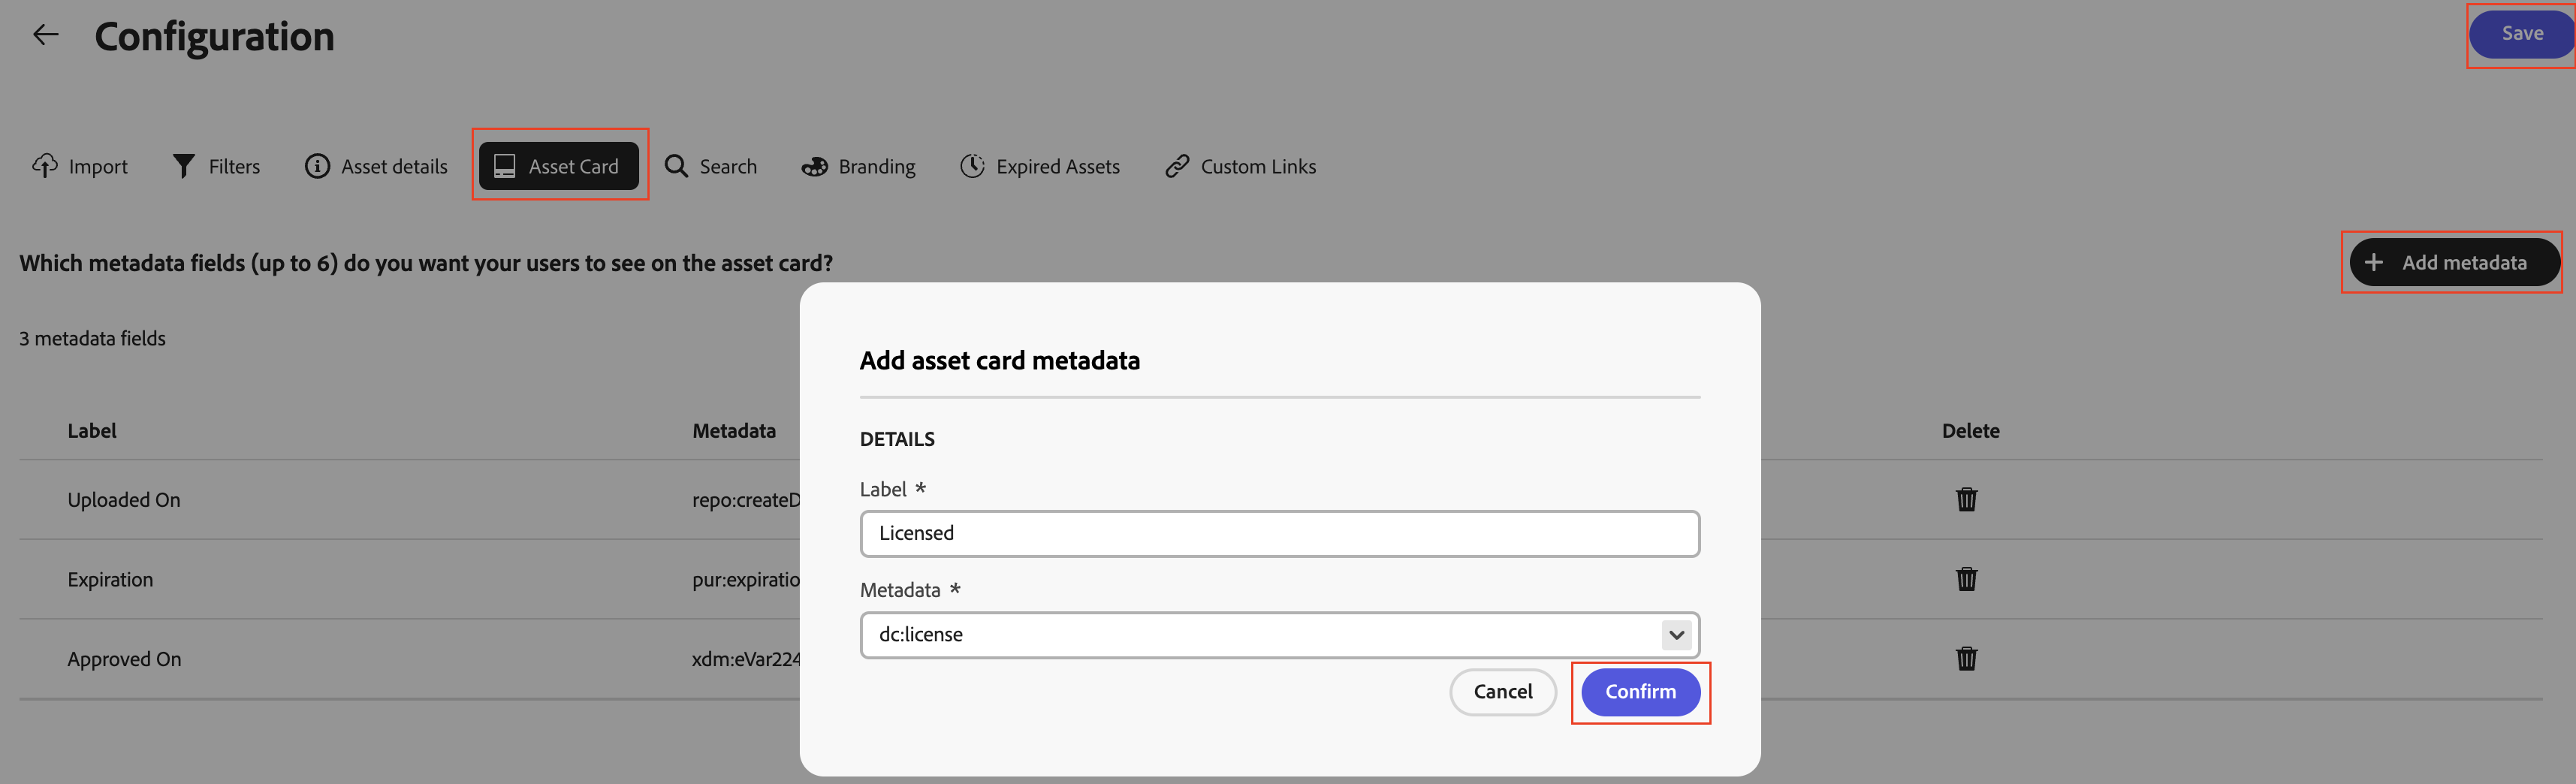 Configuration
Save
Import Filters Asset details Asset Card Search Branding Expired Assets Custom Links
Which metadata fields (up to 6) do you want your users to see on the asset card?
+ Add metadata
3 metadata fields
Label Metadata Delete
Uploaded On repo:createD
Expiration pur:expiratio
Approved On xdm:eVar224
Add asset card metadata
DETAILS
Label *
Licensed
Metadata *
dc:license
Cancel Confirm